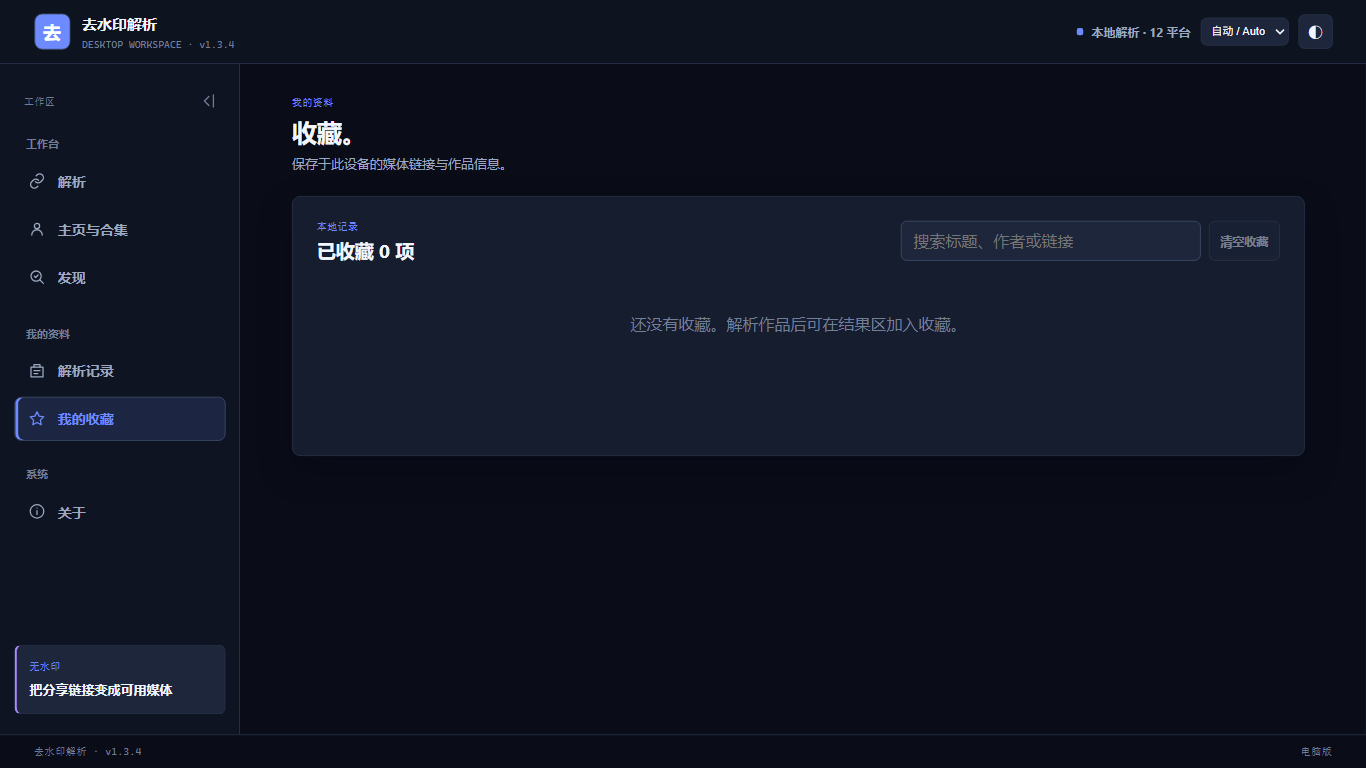 去
去水印解析
DESKTOP WORKSPACE · v1.3.4
本地解析 · 12 平台
自动 / Auto
工作区
工作台
解析
主页与合集
发现
我的资料
解析记录
我的收藏
系统
关于
无水印
把分享链接变成可用媒体
我的资料
收藏。
保存于此设备的媒体链接与作品信息。
本地记录
已收藏 0 项
搜索标题、作者或链接
清空收藏
还没有收藏。解析作品后可在结果区加入收藏。
去水印解析 · v1.3.4
电脑版